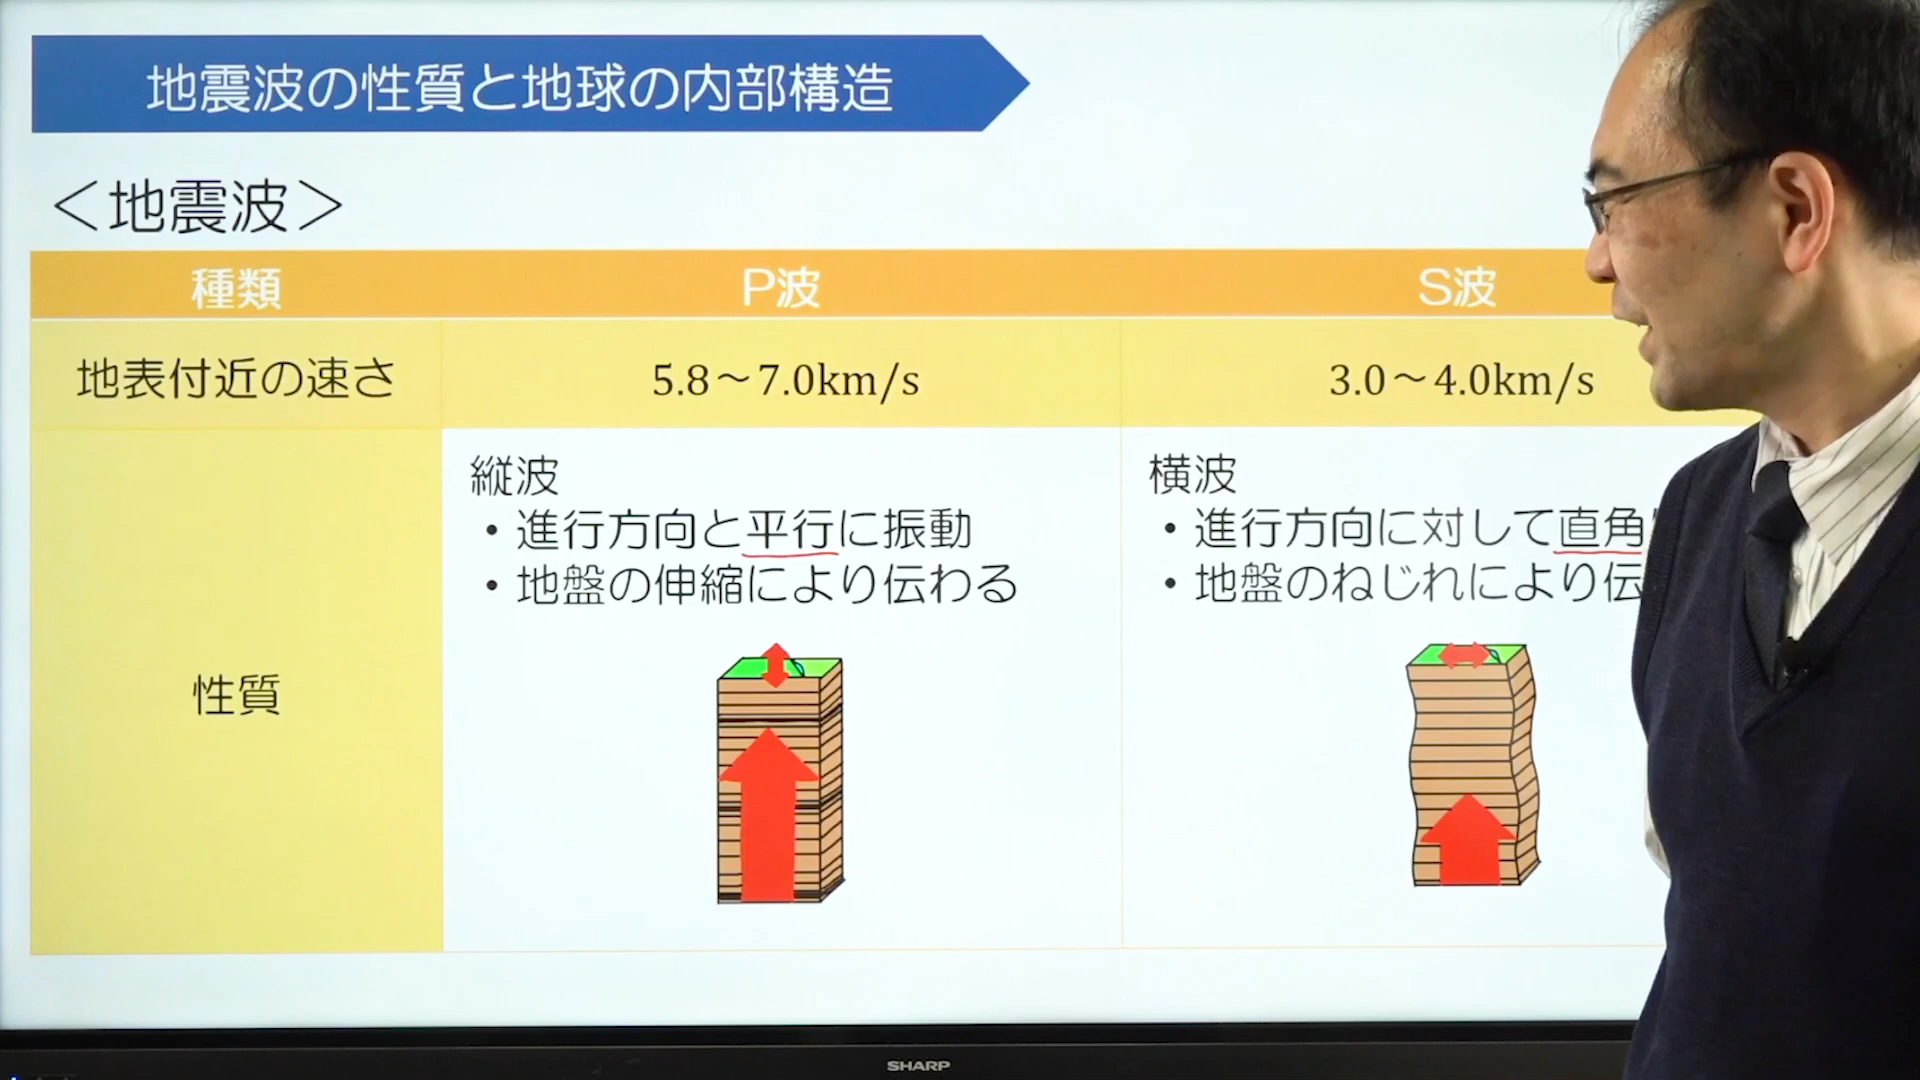 地震波の性質と地球の内部構造
＜地震波＞
種類 P波 S波
地表付近の速さ 5.8～7.0km/s 3.0～4.0km/s
性質
縦波
・進行方向と平行に振動
・地盤の伸縮により伝わる
横波
・進行方向に対して直角
・地盤のねじれにより伝
SHARP